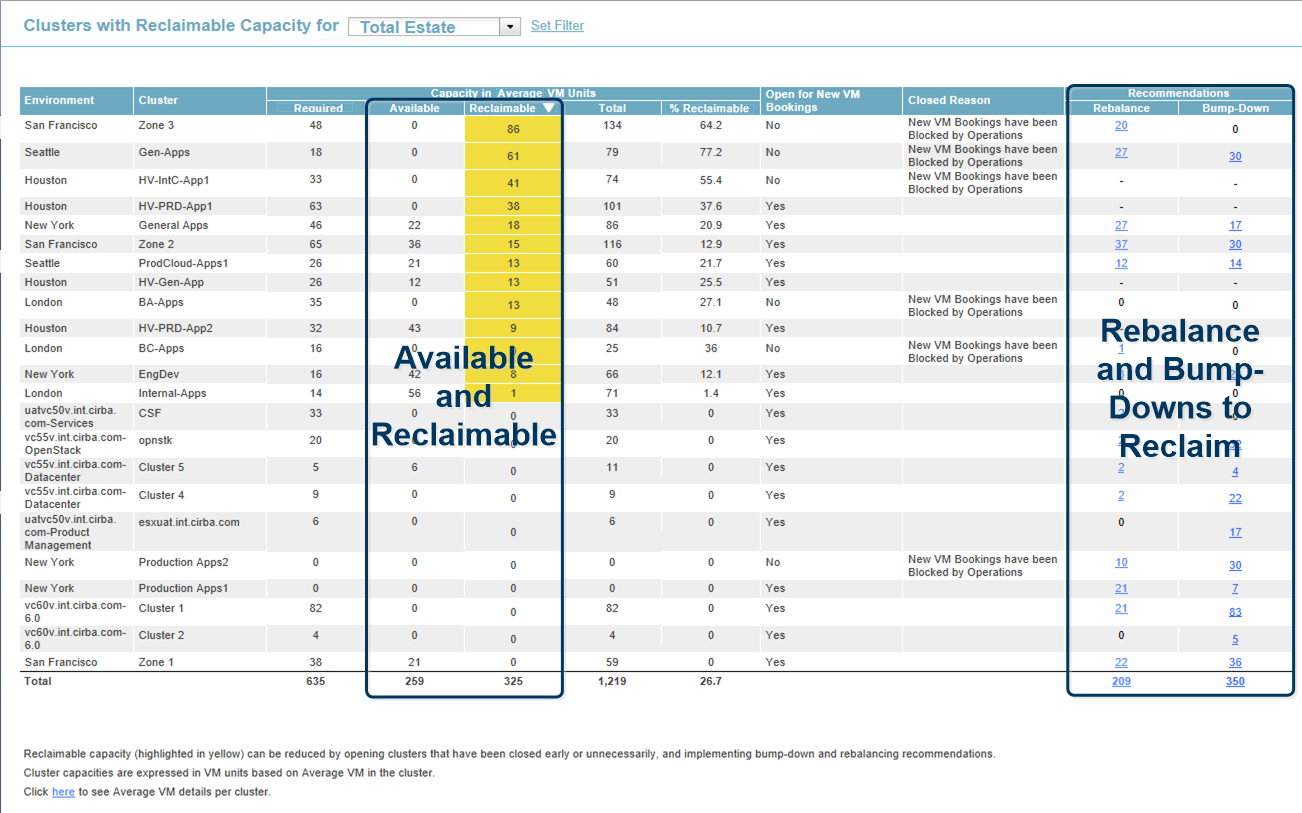 Clusters with Reclaimable Capacity for Total Estate Set Filter
Capacity in Average VM Units Recommendations
Environment Cluster Required Available Reclaimable Total % Reclaimable Open for New VM Bookings Closed Reason Rebalance Bump-Down
San Francisco Zone 3 48 0 86 134 64.2 No New VM Bookings have been Blocked by Operations 20 0
Seattle Gen-Apps 18 0 61 79 77.2 No New VM Bookings have been Blocked by Operations 27 30
Houston HV-IntC-App1 33 0 41 74 55.4 No New VM Bookings have been Blocked by Operations - -
Houston HV-PRD-App1 63 0 38 101 37.6 Yes - -
New York General Apps 46 22 18 86 20.9 Yes 27 17
San Francisco Zone 2 65 36 15 116 12.9 Yes 37 30
Seattle ProdCloud-Apps1 26 21 13 60 21.7 Yes 12 14
Houston HV-Gen-App 26 12 13 51 25.5 Yes - -
London BA-Apps 35 0 13 48 27.1 No New VM Bookings have been Blocked by Operations 0 0
Houston HV-PRD-App2 32 43 9 84 10.7 Yes
London BC-Apps 16 0 25 36 No New VM Bookings have been Blocked by Operations 1 0
New York EngDev 16 42 8 66 12.1 Yes
London Internal-Apps 14 56 1 71 1.4 Yes 0 0
uatvc50v.int.cirba.com-Services CSF 33 0 0 33 0 Yes
vc55v.int.cirba.com-OpenStack opnstk 20 0 20 0 Yes
vc55v.int.cirba.com-Datacenter Cluster 5 5 6 0 11 0 Yes 2 4
vc55v.int.cirba.com-Datacenter Cluster 4 9 0 0 9 0 Yes 2 22
uatvc50v.int.cirba.com-Product Management esxuat.int.cirba.com 6 0 0 6 0 Yes 0 17
New York Production Apps2 0 0 0 0 0 No New VM Bookings have been Blocked by Operations 10 30
New York Production Apps1 0 0 0 0 0 Yes 21 7
vc60v.int.cirba.com-6.0 Cluster 1 82 0 0 82 0 Yes 21 83
vc60v.int.cirba.com-6.0 Cluster 2 4 0 0 4 0 Yes 0 5
San Francisco Zone 1 38 21 0 59 0 Yes 22 36
Total 635 259 325 1,219 26.7 209 350
Available
and
Reclaimable
Rebalance
and Bump-
Downs to
Reclaim
Reclaimable capacity (highlighted in yellow) can be reduced by opening clusters that have been closed early or unnecessarily, and implementing bump-down and rebalancing recommendations.
Cluster capacities are expressed in VM units based on Average VM in the cluster.
Click here to see Average VM details per cluster.